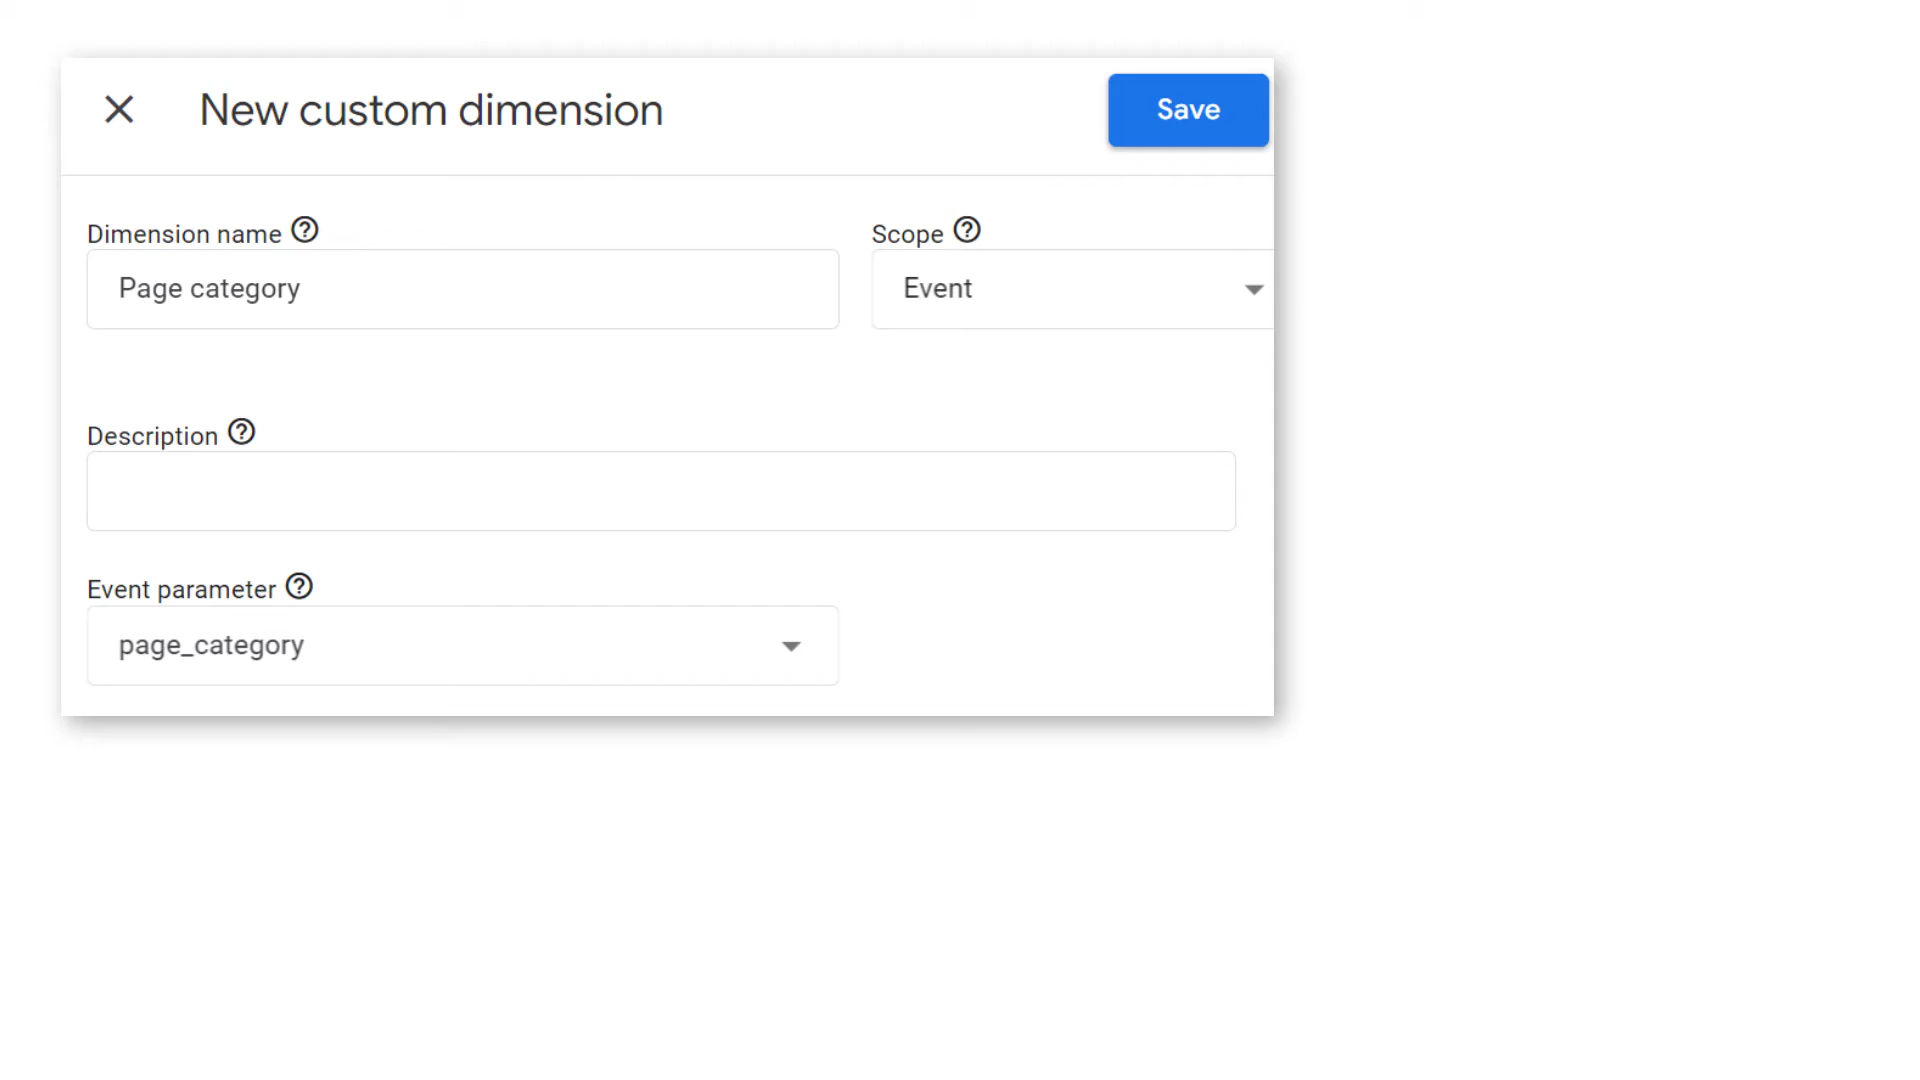 New custom dimension
Save
Dimension name
Scope
Page category
Event
Description
Event parameter
page_category